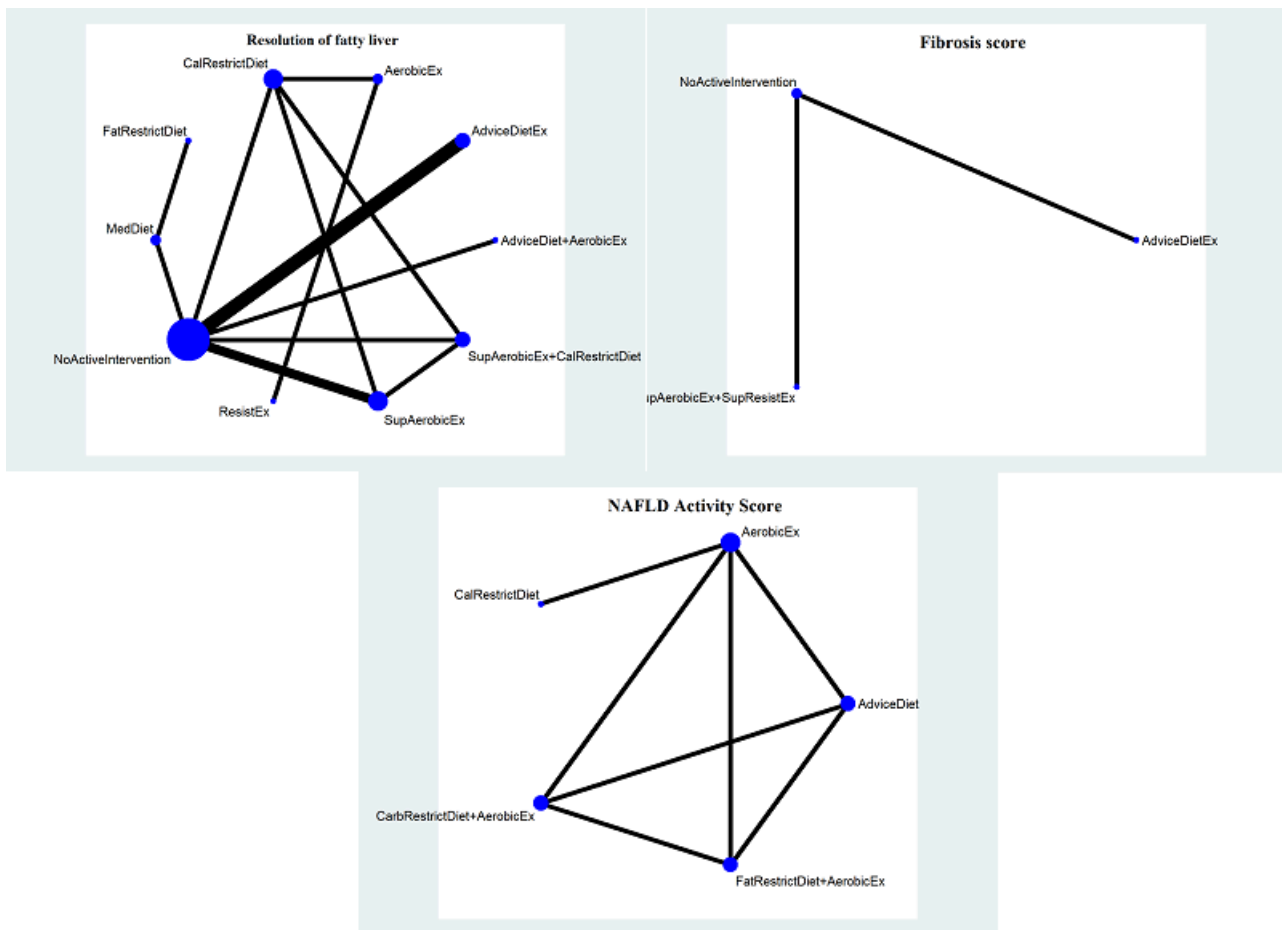 Resolution of fatty liver
CalRestrictDiet
AerobicEx
FatRestrictDiet
AdviceDietEx
MedDiet
AdviceDiet+AerobicEx
NoActiveIntervention
SupAerobicEx+CalRestrictDiet
ResistEx
SupAerobicEx
Fibrosis score
NoActiveIntervention
AdviceDietEx
upAerobicEx+SupResistEx
NAFLD Activity Score
AerobicEx
CalRestrictDiet
AdviceDiet
CarbRestrictDiet+AerobicEx
FatRestrictDiet+AerobicEx